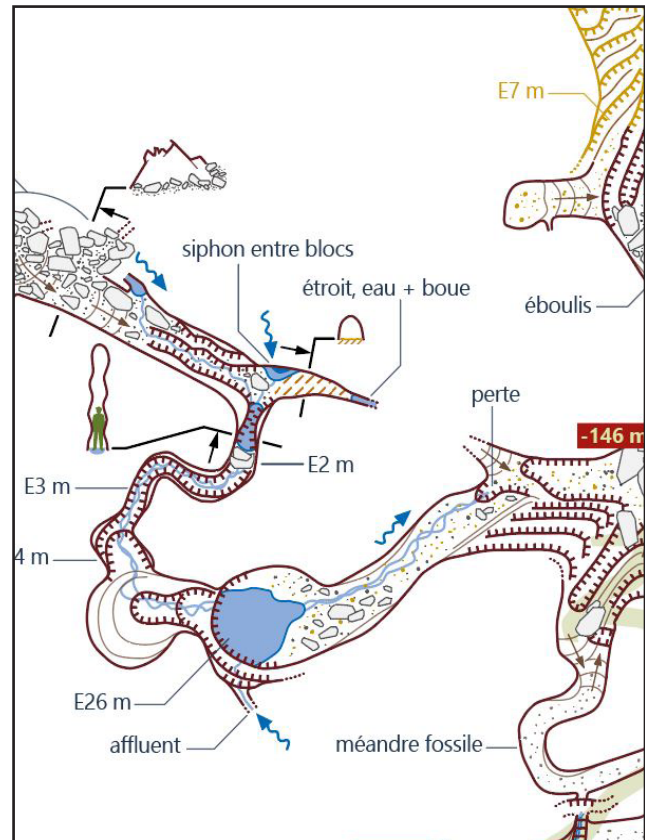 E7 m
siphon entre blocs
étroit, eau + boue
éboulis
perte
-146 m
E2 m
E3 m
4 m
E26 m
affluent
méandre fossile